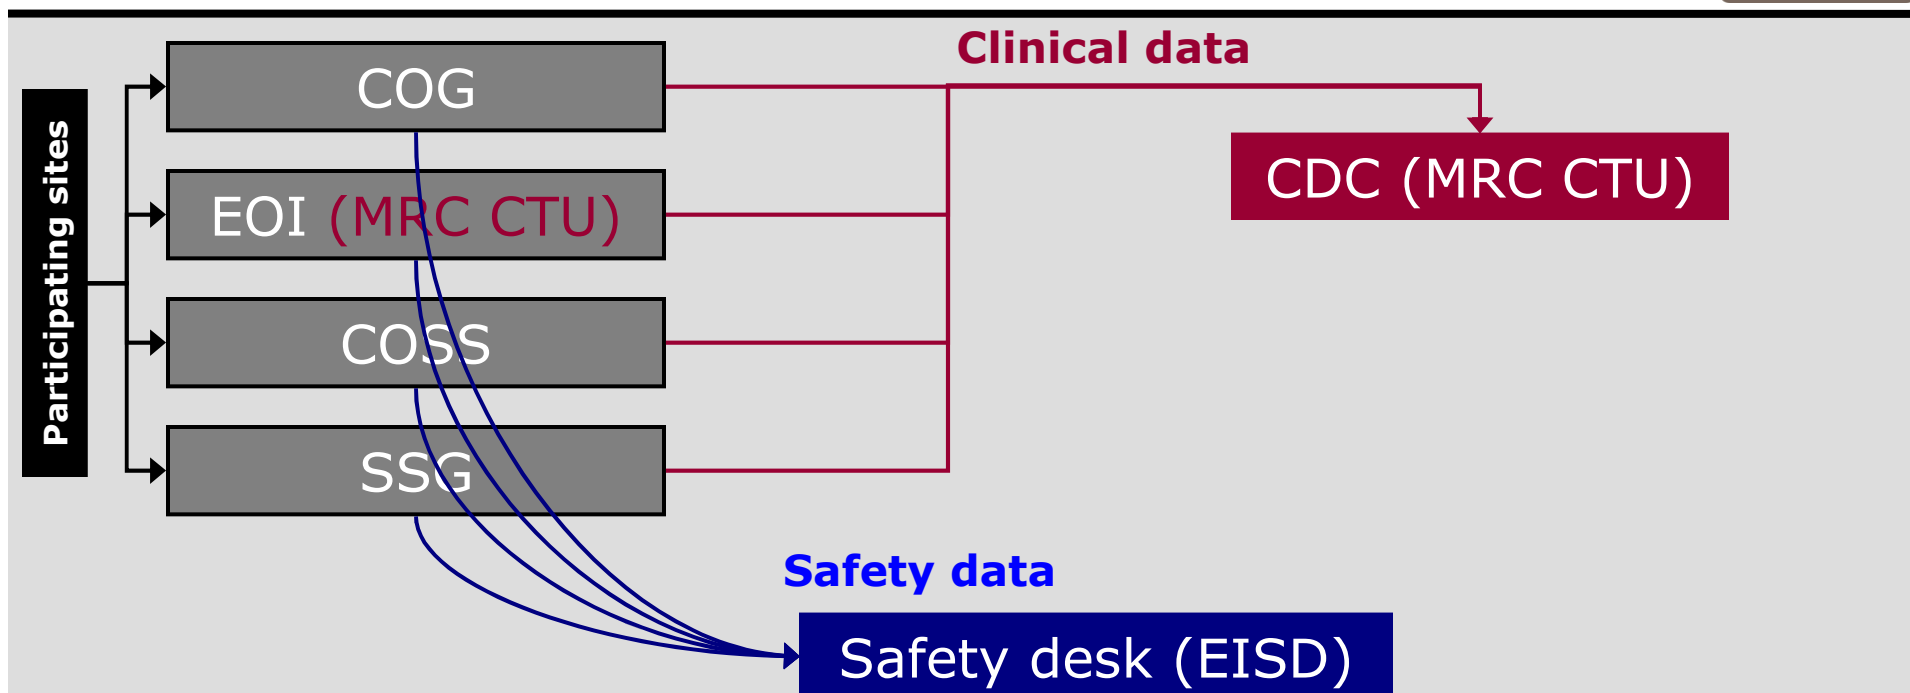 Clinical data
COG
Participating sites
CDC (MRC CTU)
EOI (MRC CTU)
COSS
SSG
Safety data
Safety desk (EISD)